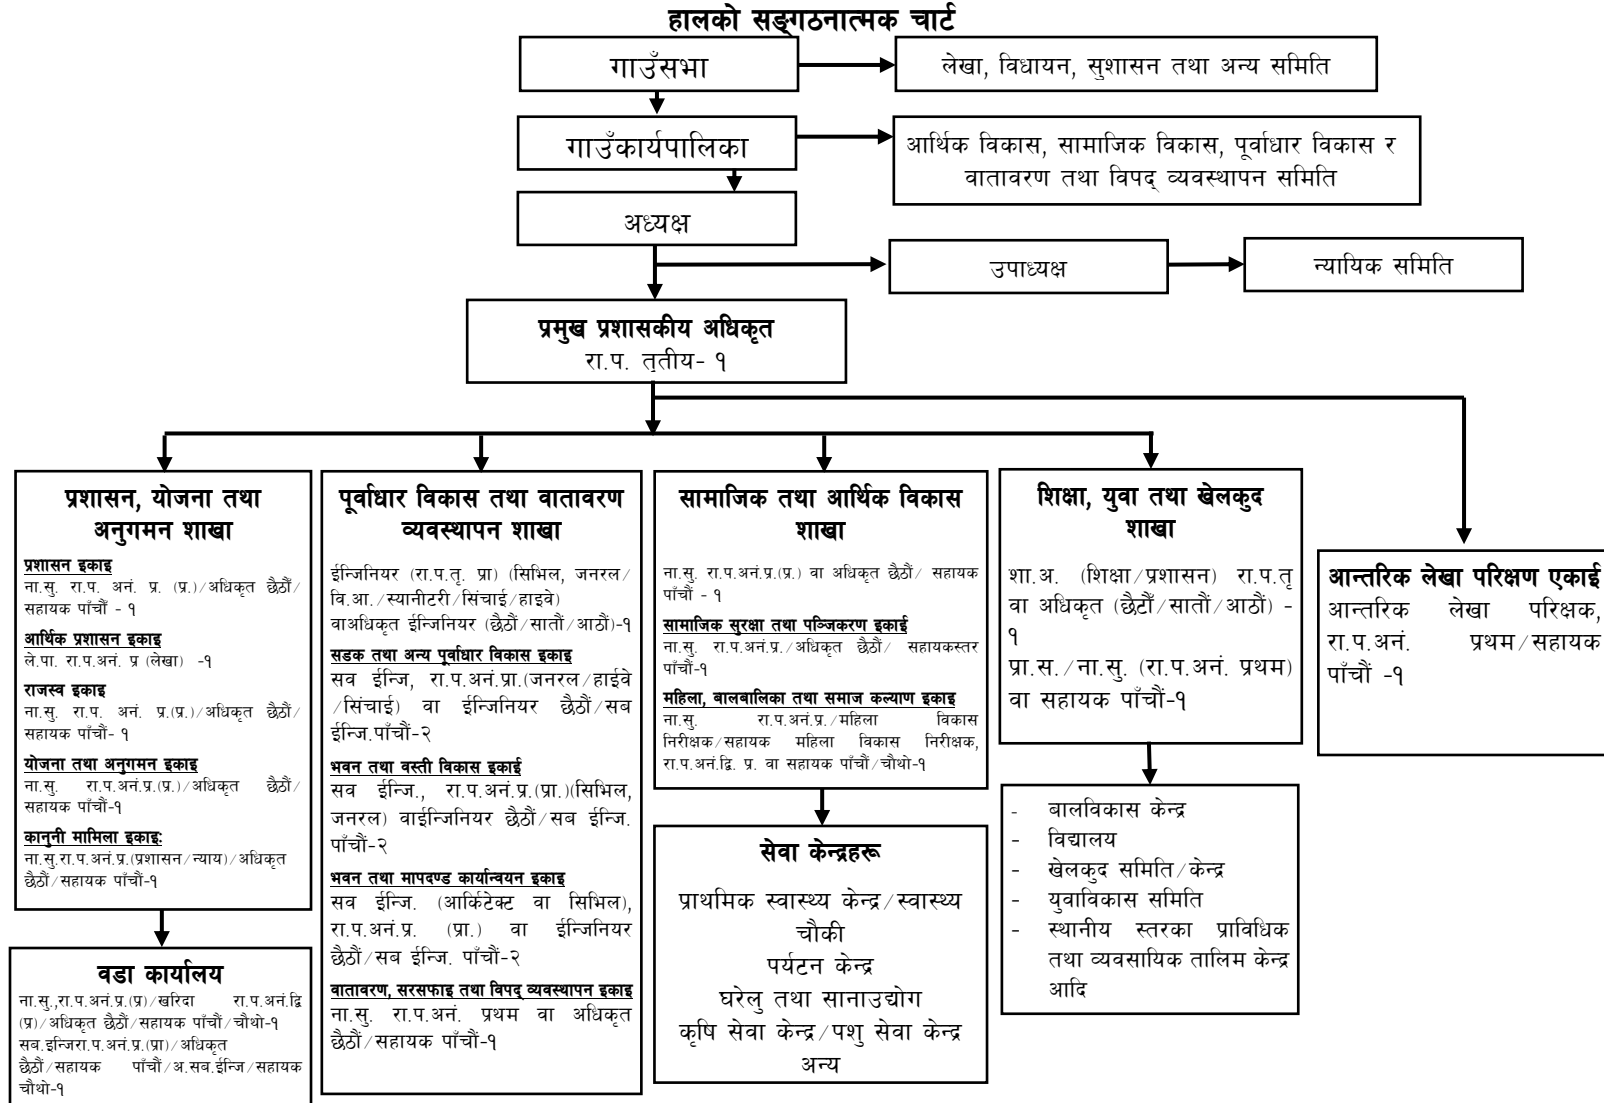 हालको सङ्गठनात्मक चार्ट
गाउँसभा
लेखा, विधायन, सुशासन तथा अन्य समिति
गाउँकार्यपालिका
आर्थिक विकास, सामाजिक विकास, पूर्वाधार विकास र
वातावरण तथा विपद् व्यवस्थापन समिति
अध्यक्ष
उपाध्यक्ष
न्यायिक समिति
प्रमुख प्रशासकीय अधिकृत
रा.प. तृतीय- १
प्रशासन, योजना तथा
अनुगमन शाखा
प्रशासन इकाइ
ना.सु. रा.प. अनं. प्र. (प्र.)/अधिकृत छैठौँ/
सहायक पाँचौँ - १
आर्थिक प्रशासन इकाइ
ले.पा. रा.प.अनं. प्र (लेखा) -१
राजस्व इकाइ
ना.सु. रा.प. अनं. प्र.(प्र.)/अधिकृत छैठौं/
सहायक पाँचौं- १
योजना तथा अनुगमन इकाइ
ना.सु. रा.प.अनं.प्र.(प्र.)/अधिकृत छैठौं/
सहायक पाँचौं-१
कानुनी मामिला इकाइ:
ना.सु.रा.प.अनं.प्र.(प्रशासन/न्याय)/अधिकृत
छैठौं/सहायक पाँचौं-१
वडा कार्यालय
ना.सु.,रा.प.अनं.प्र.(प्र)/खरिदा रा.प.अनं.द्वि
(प्र)/अधिकृत छैठौं/सहायक पाँचौं/चौथो-१
सब.इन्जिरा.प.अनं.प्र.(प्रा)/अधिकृत
छैठौं/सहायक पाँचौं/अ.सब.ईन्जि/सहायक
चौथो-१
पूर्वाधार विकास तथा वातावरण
व्यवस्थापन शाखा
ईन्जिनियर (रा.प.तृ. प्रा) (सिभिल, जनरल/
वि.आ./स्यानीटरी/सिंचाई/हाइवे)
वाअधिकृत ईन्जिनियर (छैठौं/सातौं/आठौं)-१
सडक तथा अन्य पूर्वाधार विकास इकाइ
सव ईन्जि, रा.प.अनं.प्रा.(जनरल/हाईवे
/सिंचाई) वा ईन्जिनियर छैठौं/सब
ईन्जि.पाँचौं-२
भवन तथा वस्ती विकास इकाई
सव ईन्जि., रा.प.अनं.प्र.(प्रा.)(सिभिल,
जनरल) वाईन्जिनियर छैठौं/सब ईन्जि.
पाँचौं-२
भवन तथा मापदण्ड कार्यान्वयन इकाइ
सव ईन्जि. (आर्किटेक्ट वा सिभिल),
रा.प.अनं.प्र. (प्रा.) वा ईन्जिनियर
छैठौं/सब ईन्जि. पाँचौं-२
वातावरण, सरसफाइ तथा विपद् व्यवस्थापन इकाइ
ना.सु. रा.प.अनं. प्रथम वा अधिकृत
छैठौं/सहायक पाँचौं-१
सामाजिक तथा आर्थिक विकास
शाखा
ना.सु. रा.प.अनं.प्र.(प्र.) वा अधिकृत छैठौं/ सहायक
पाँचौं - १
सामाजिक सुरक्षा तथा पञ्जिकरण इकाई
ना.सु. रा.प.अनं.प्र./अधिकृत छैठौं/ सहायकस्तर
पाँचौं-१
महिला, बालबालिका तथा समाज कल्याण इकाइ
ना.सु. रा.प.अनं.प्र./महिला विकास
निरीक्षक/सहायक महिला विकास निरीक्षक,
रा.प.अनं.द्वि. प्र. वा सहायक पाँचौं/चौथो-१
सेवा केन्द्रहरू
प्राथमिक स्वास्थ्य केन्द्र/स्वास्थ्य
चौकी
पर्यटन केन्द्र
घरेलु तथा सानाउद्योग
कृषि सेवा केन्द्र/पशु सेवा केन्द्र
अन्य
शिक्षा, युवा तथा खेलकुद
शाखा
शा.अ. (शिक्षा/प्रशासन) रा.प.तृ
वा अधिकृत (छैटौँ/सातौं/आठौं) -
१
प्रा.स./ना.सु. (रा.प.अनं. प्रथम)
वा सहायक पाँचौं-१
- बालविकास केन्द्र
- विद्यालय
- खेलकुद समिति/केन्द्र
- युवाविकास समिति
- स्थानीय स्तरका प्राविधिक
तथा व्यवसायिक तालिम केन्द्र
आदि
आन्तरिक लेखा परिक्षण एकाई
आन्तरिक लेखा परिक्षक,
रा.प.अनं. प्रथम/सहायक
पाँचौं -१